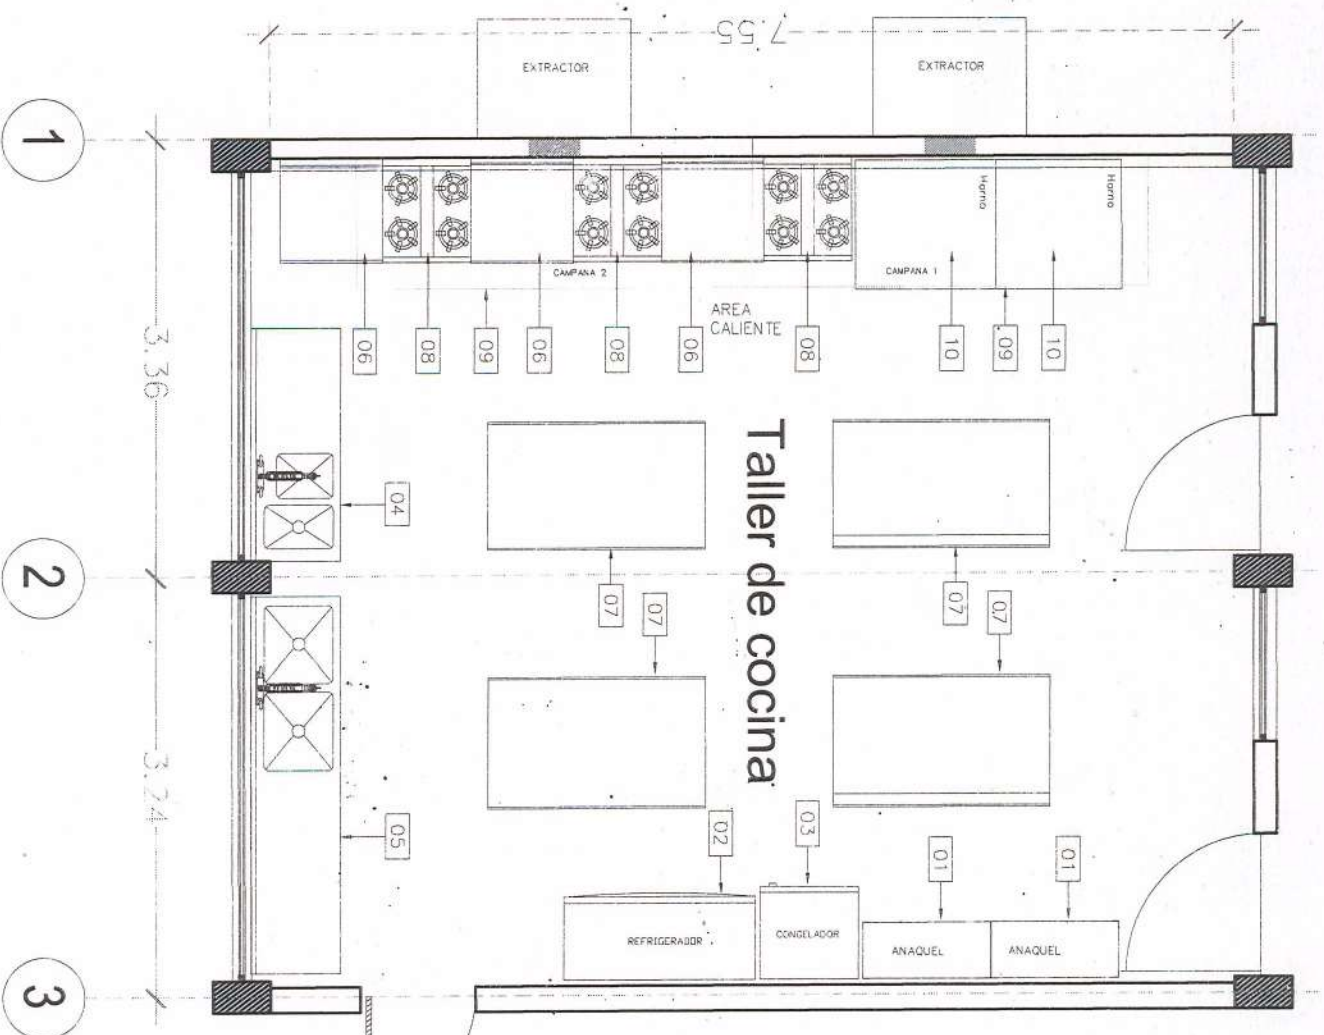 7.55
EXTRACTOR
EXTRACTOR
1
Horno
Horno
CAMPANA 2
CAMPANA 1
AREA
CALIENTE
06
08
09
06
08
06
08
10
09
10
3.36
Taller de cocina
04
2
07
07
07
07
3.24
05
02
03
01
01
REFRIGERADOR
CONGELADOR
ANAQUEL
ANAQUEL
3